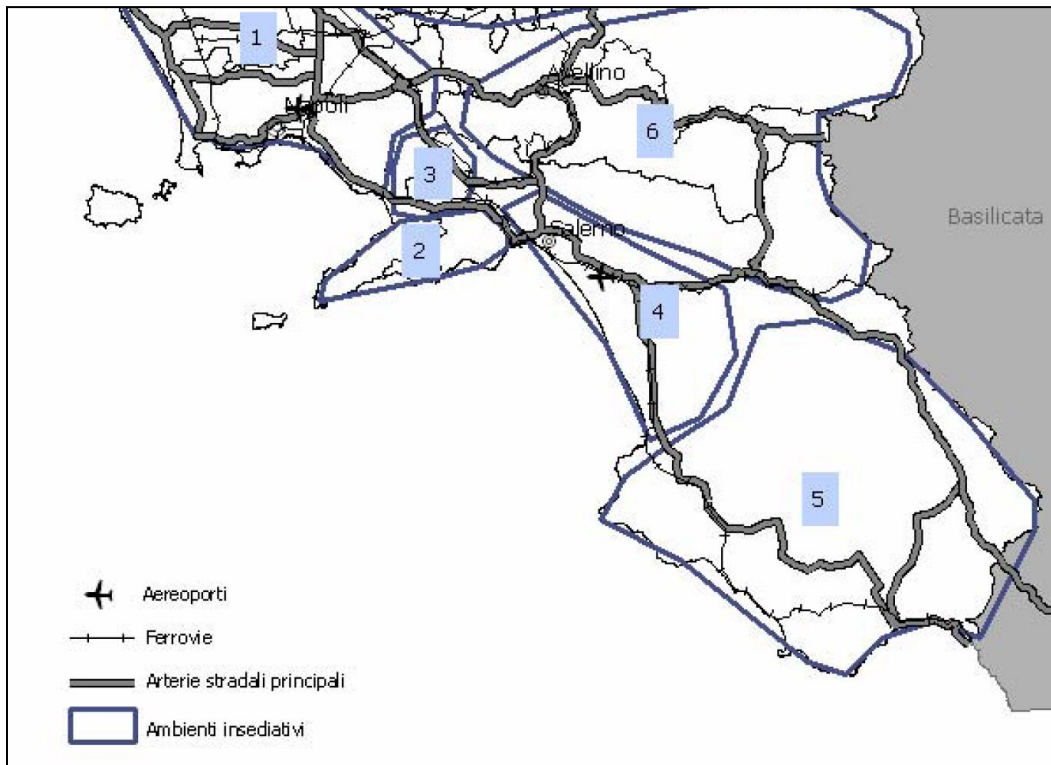 1
Avellino
Napoli
6
3
Basilicata
Salerno
2
4
5
Aereoporti
Ferrovie
Arterie stradali principali
Ambienti insediativi